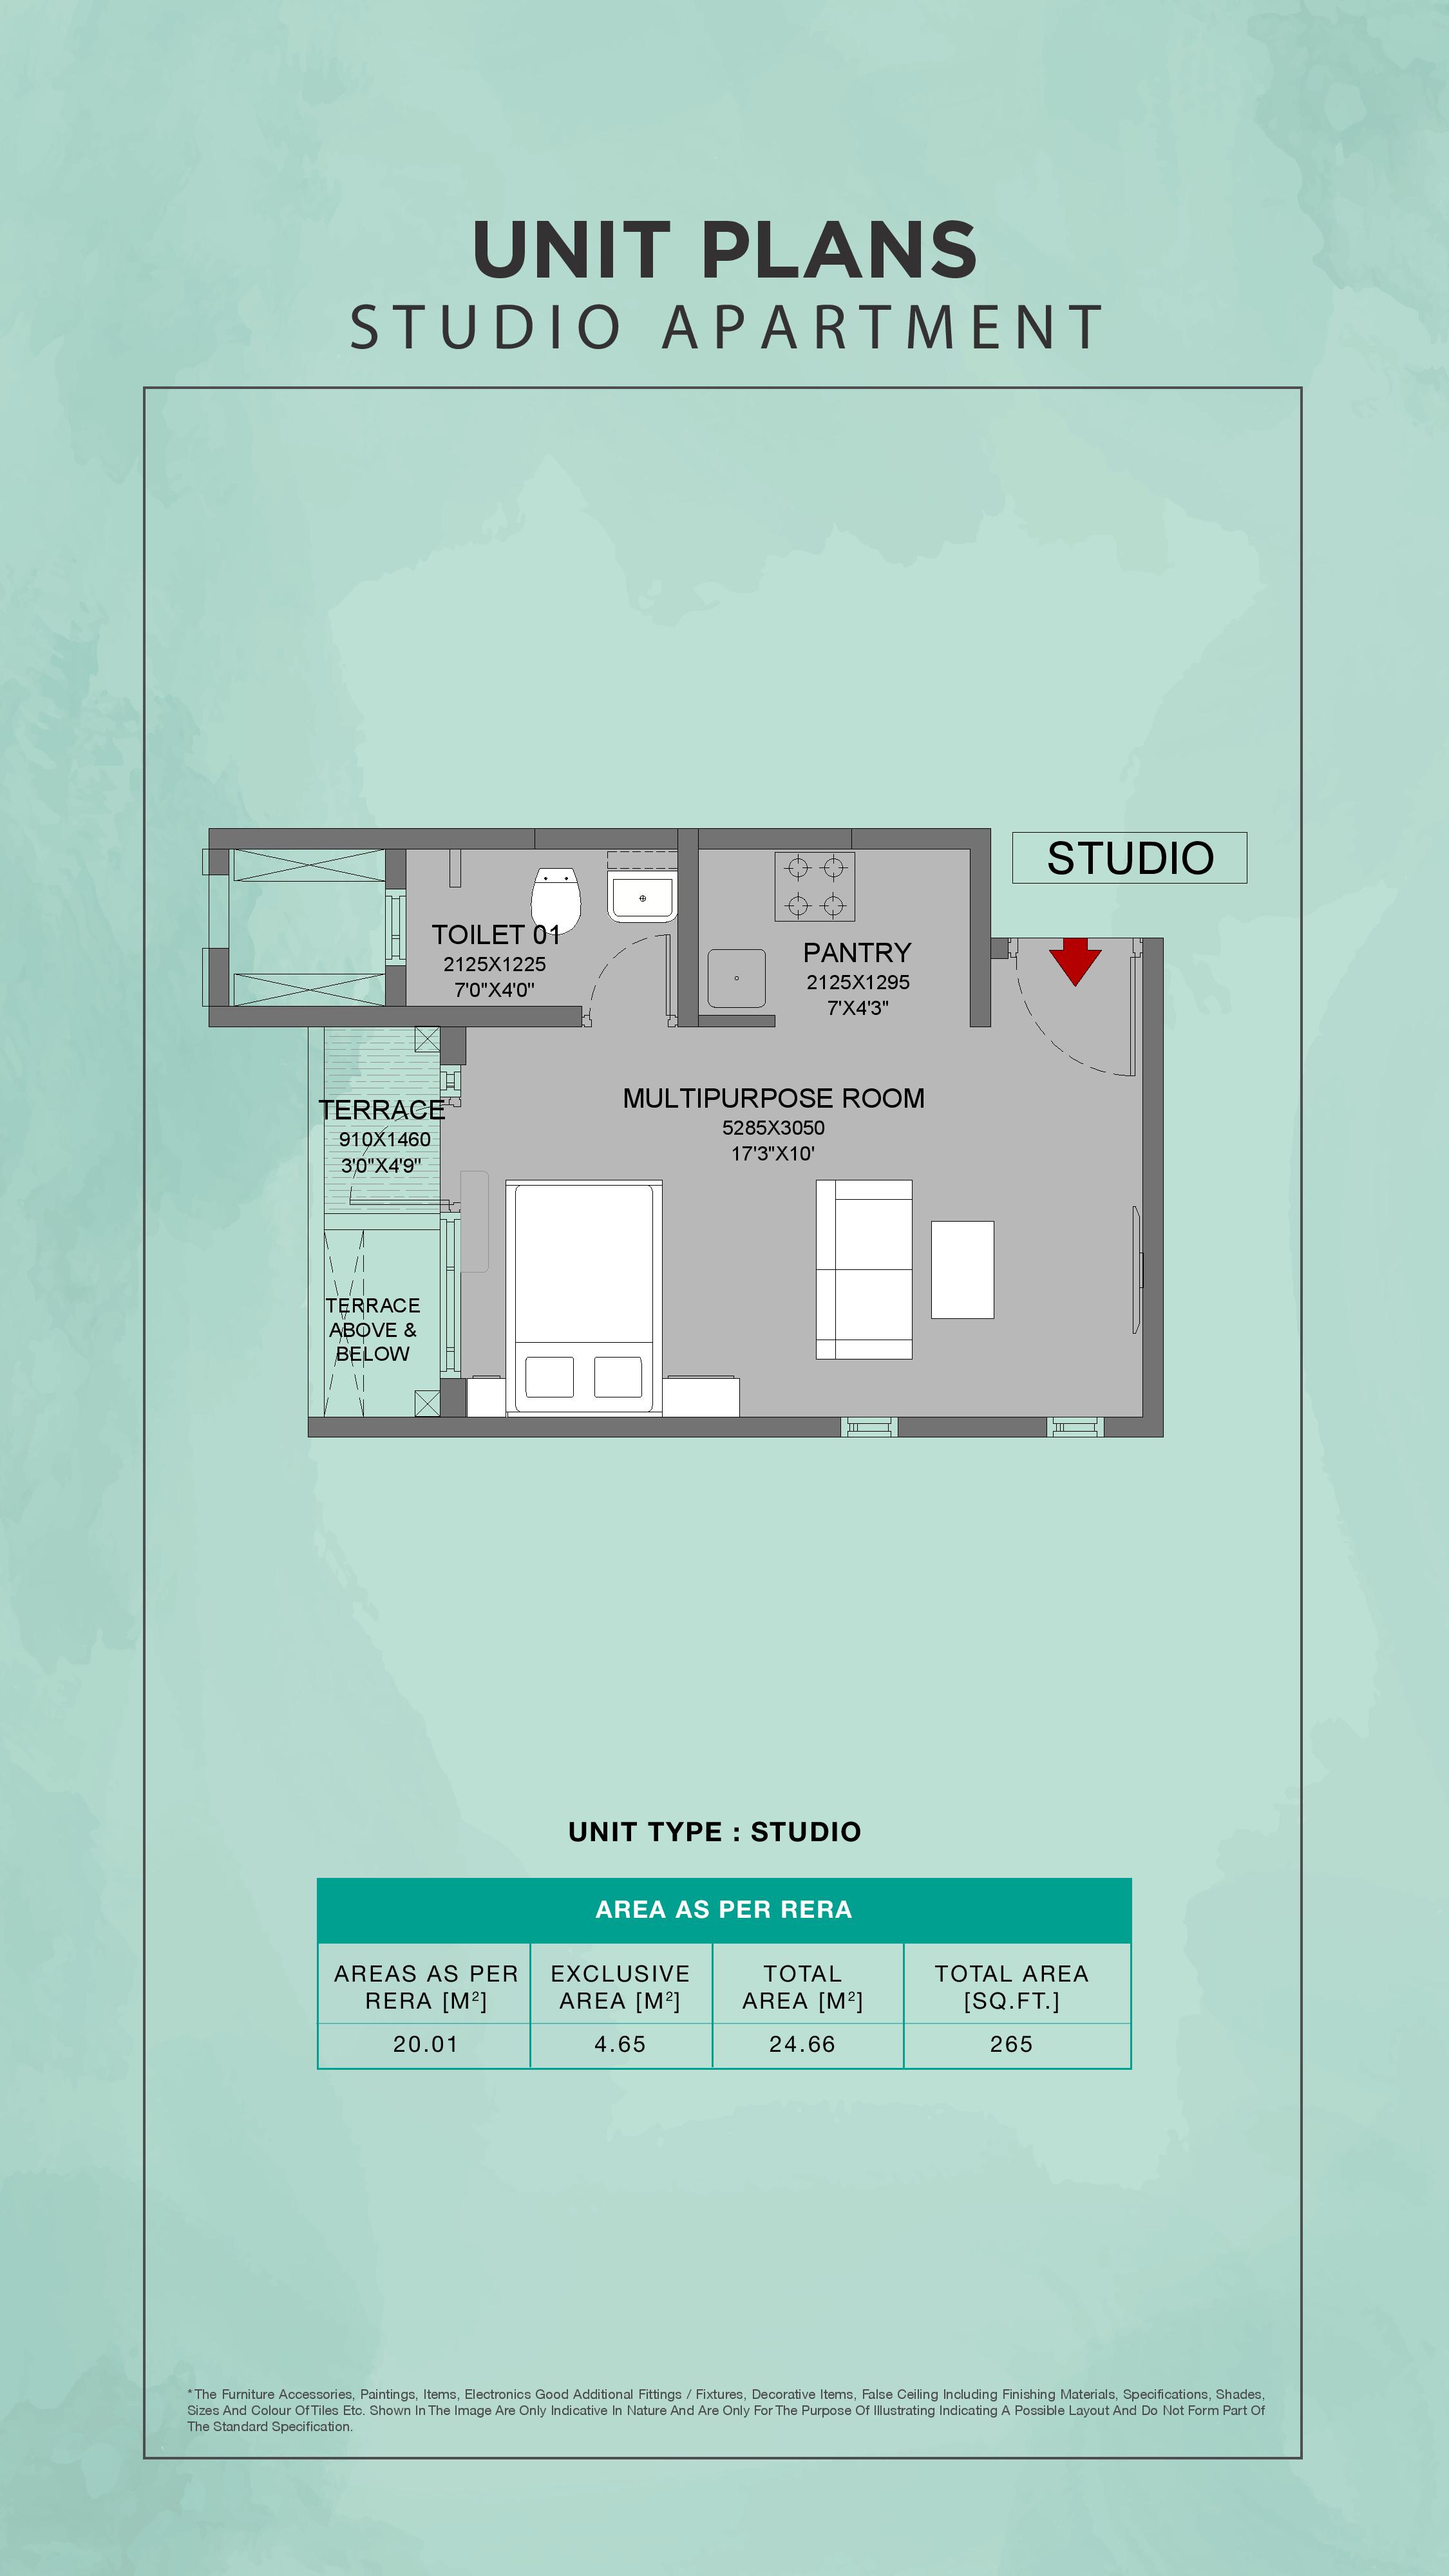 UNIT PLANS
STUDIO APARTMENT
STUDIO
TOILET 01
2125X1225
7'0"X4'0"
PANTRY
2125X1295
7'X4'3"
TERRACE
910X1460
3'0"X4'9"
MULTIPURPOSE ROOM
5285X3050
17'3"X10'
TERRACE
ABOVE &
BELOW
UNIT TYPE : STUDIO
AREA AS PER RERA
AREAS AS PER
RERA [M²]
EXCLUSIVE
AREA [M²]
TOTAL
AREA [M²]
TOTAL AREA
[SQ.FT.]
20.01
4.65
24.66
265
*The Furniture Accessories, Paintings, Items, Electronics Good Additional Fittings / Fixtures, Decorative Items, False Ceiling Including Finishing Materials, Specifications, Shades,
Sizes And Colour Of Tiles Etc. Shown In The Image Are Only Indicative In Nature And Are Only For The Purpose Of Illustrating Indicating A Possible Layout And Do Not Form Part Of
The Standard Specification.